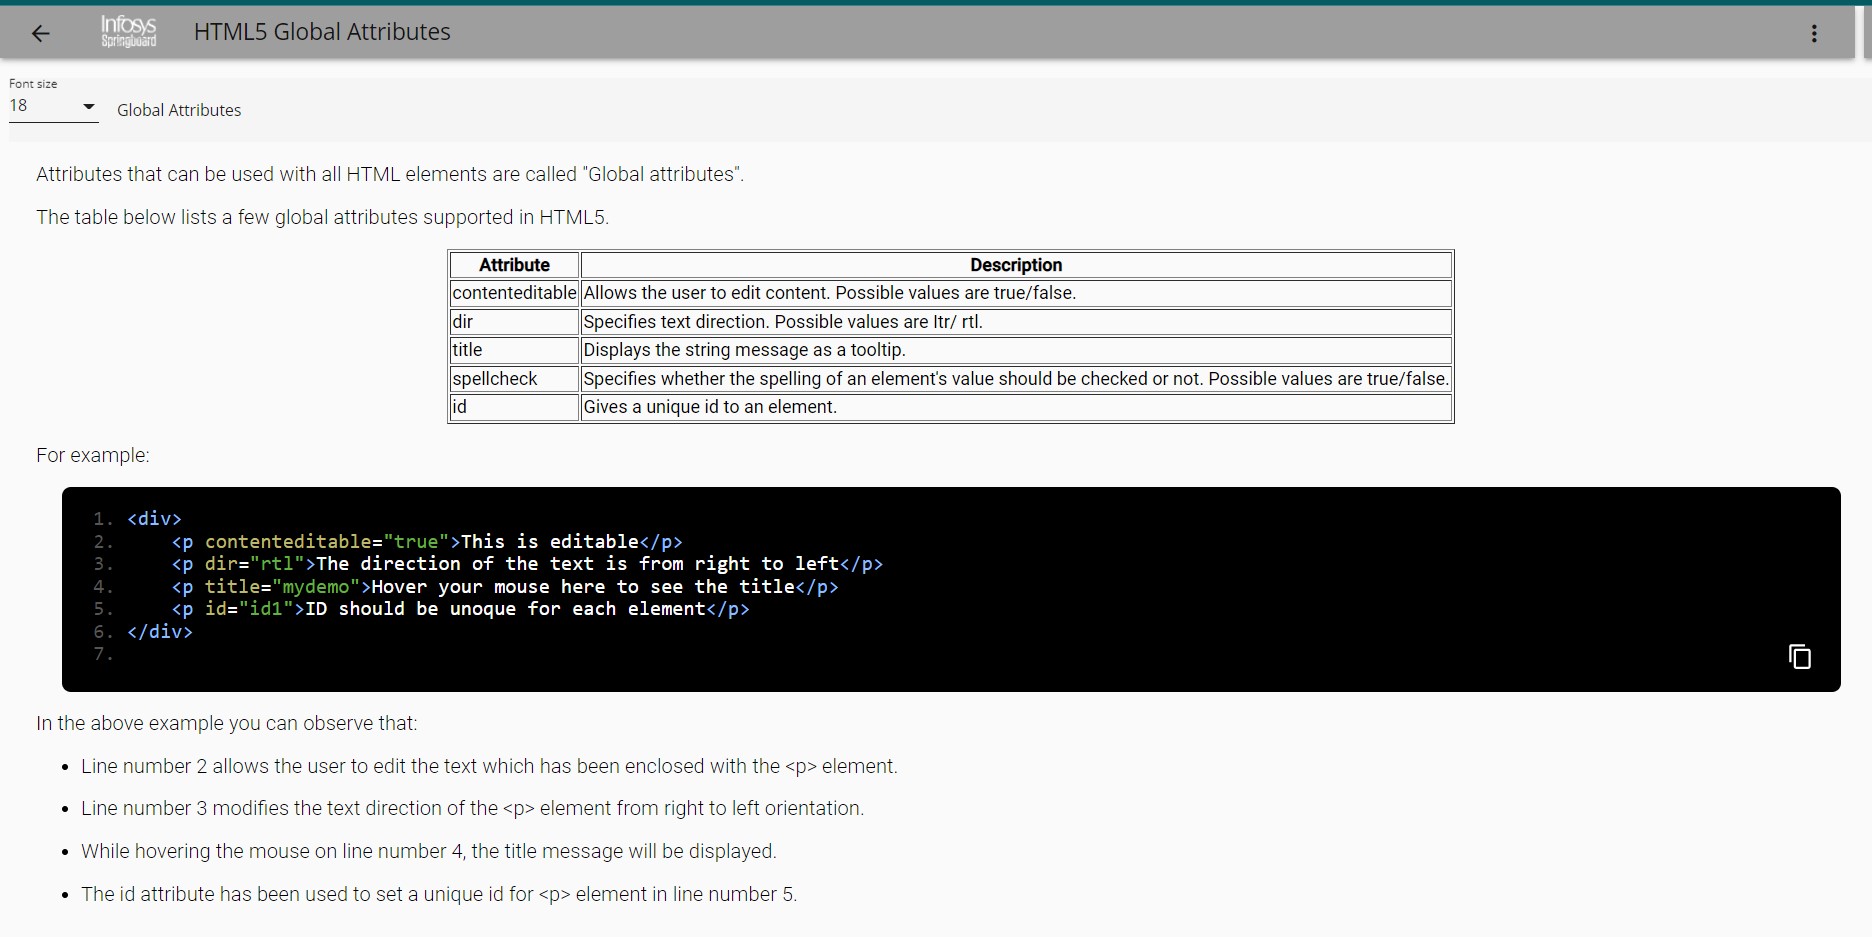 Infosys
Springboard
HTML5 Global Attributes
Font size
18
Global Attributes
Attributes that can be used with all HTML elements are called "Global attributes".
The table below lists a few global attributes supported in HTML5.
Attribute Description
contenteditable Allows the user to edit content. Possible values are true/false.
dir Specifies text direction. Possible values are ltr/ rtl.
title Displays the string message as a tooltip.
spellcheck Specifies whether the spelling of an element's value should be checked or not. Possible values are true/false.
id Gives a unique id to an element.
For example:
1. <div>
2. <p contenteditable="true">This is editable</p>
3. <p dir="rtl">The direction of the text is from right to left</p>
4. <p title="mydemo">Hover your mouse here to see the title</p>
5. <p id="id1">ID should be unoque for each element</p>
6. </div>
7.
In the above example you can observe that:
• Line number 2 allows the user to edit the text which has been enclosed with the <p> element.
• Line number 3 modifies the text direction of the <p> element from right to left orientation.
• While hovering the mouse on line number 4, the title message will be displayed.
• The id attribute has been used to set a unique id for <p> element in line number 5.